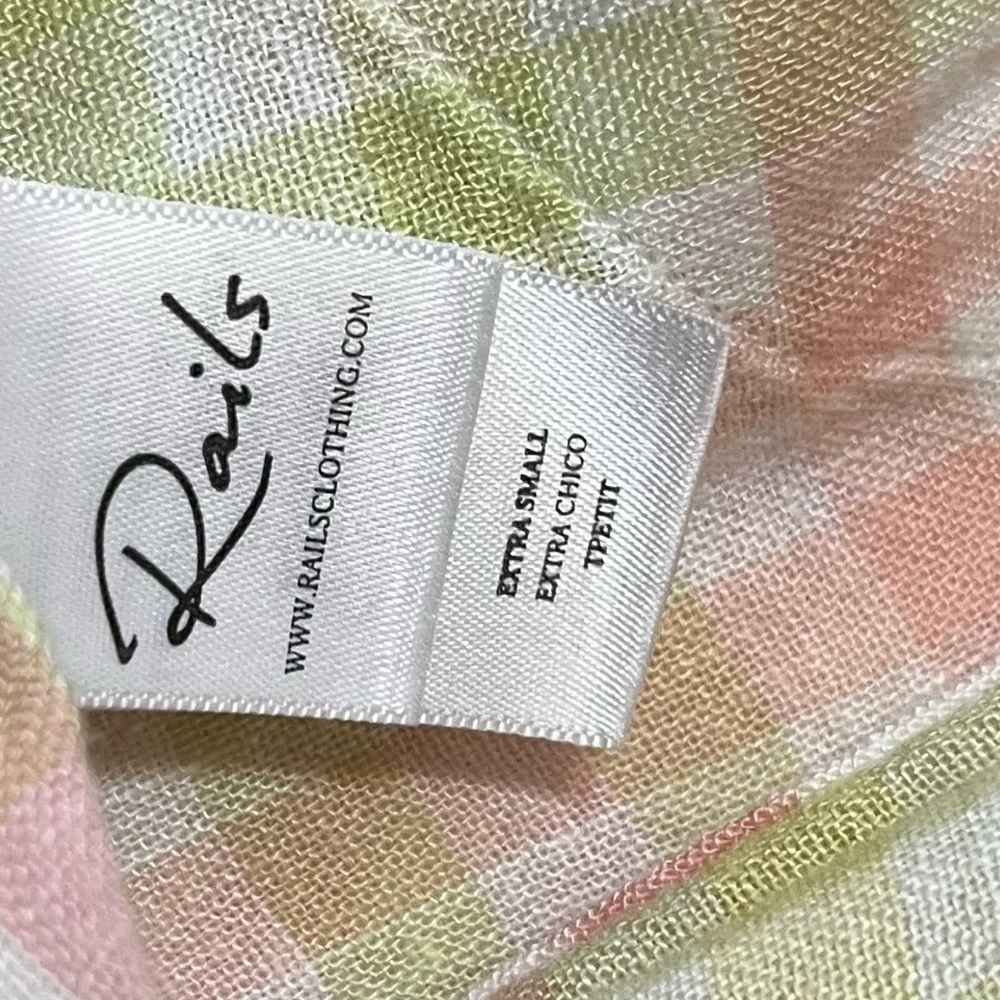 Rails
WWW.RAILSCLOTHING.COM
EXTRA SMALL
EXTRA CHICO
TPETIT